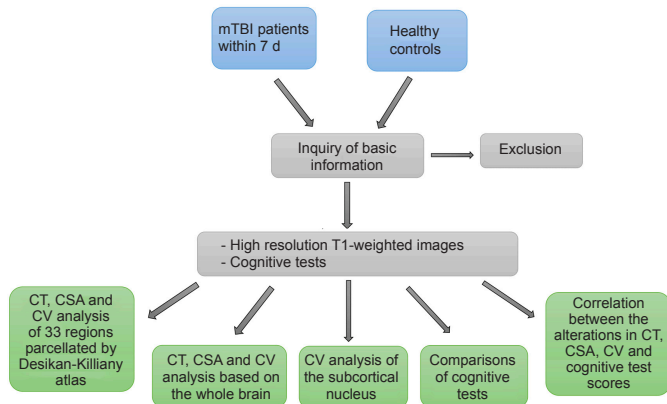 mTBI patients
within 7 d
Healthy
controls
Inquiry of basic
information
Exclusion
- High resolution T1-weighted images
- Cognitive tests
CT, CSA and
CV analysis
of 33 regions
parcellated by
Desikan-Killiany
atlas
CT, CSA and CV
analysis based on
the whole brain
CV analysis of
the subcortical
nucleus
Comparisons
of cognitive
tests
Correlation
between the
alterations in CT,
CSA, CV and
cognitive test
scores